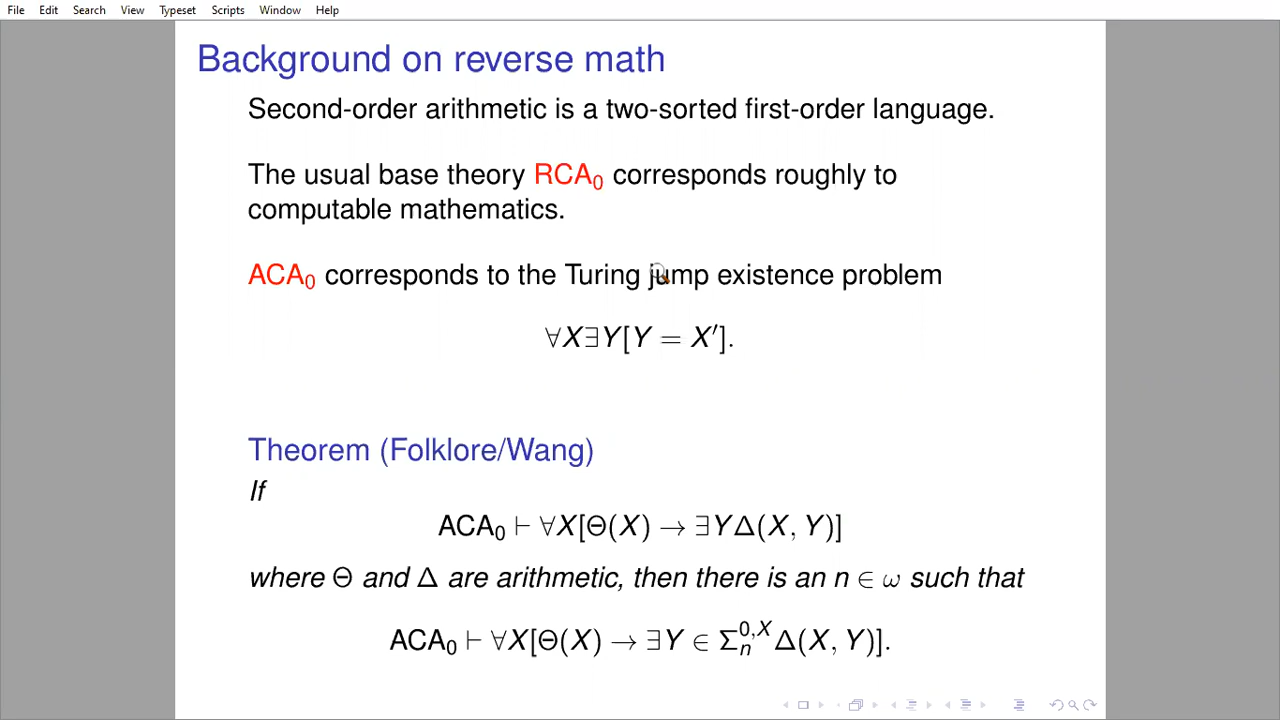 File Edit Search View Typeset Scripts Window Help
Background on reverse math
Second-order arithmetic is a two-sorted first-order language.
The usual base theory RCA₀ corresponds roughly to
computable mathematics.
ACA₀ corresponds to the Turing jump existence problem
∀X∃Y[Y = X′].
Theorem (Folklore/Wang)
If
ACA₀ ⊢ ∀X[Θ(X) → ∃YΔ(X, Y)]
where Θ and Δ are arithmetic, then there is an n ∈ ω such that
ACA₀ ⊢ ∀X[Θ(X) → ∃Y ∈ Σₙ⁰,ˣ Δ(X, Y)].